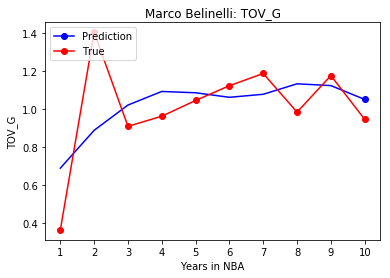 Marco Belinelli: TOV_G
Prediction
True
1.4
1.2
1.0
0.8
0.6
0.4
TOV_G
1 2 3 4 5 6 7 8 9 10
Years in NBA